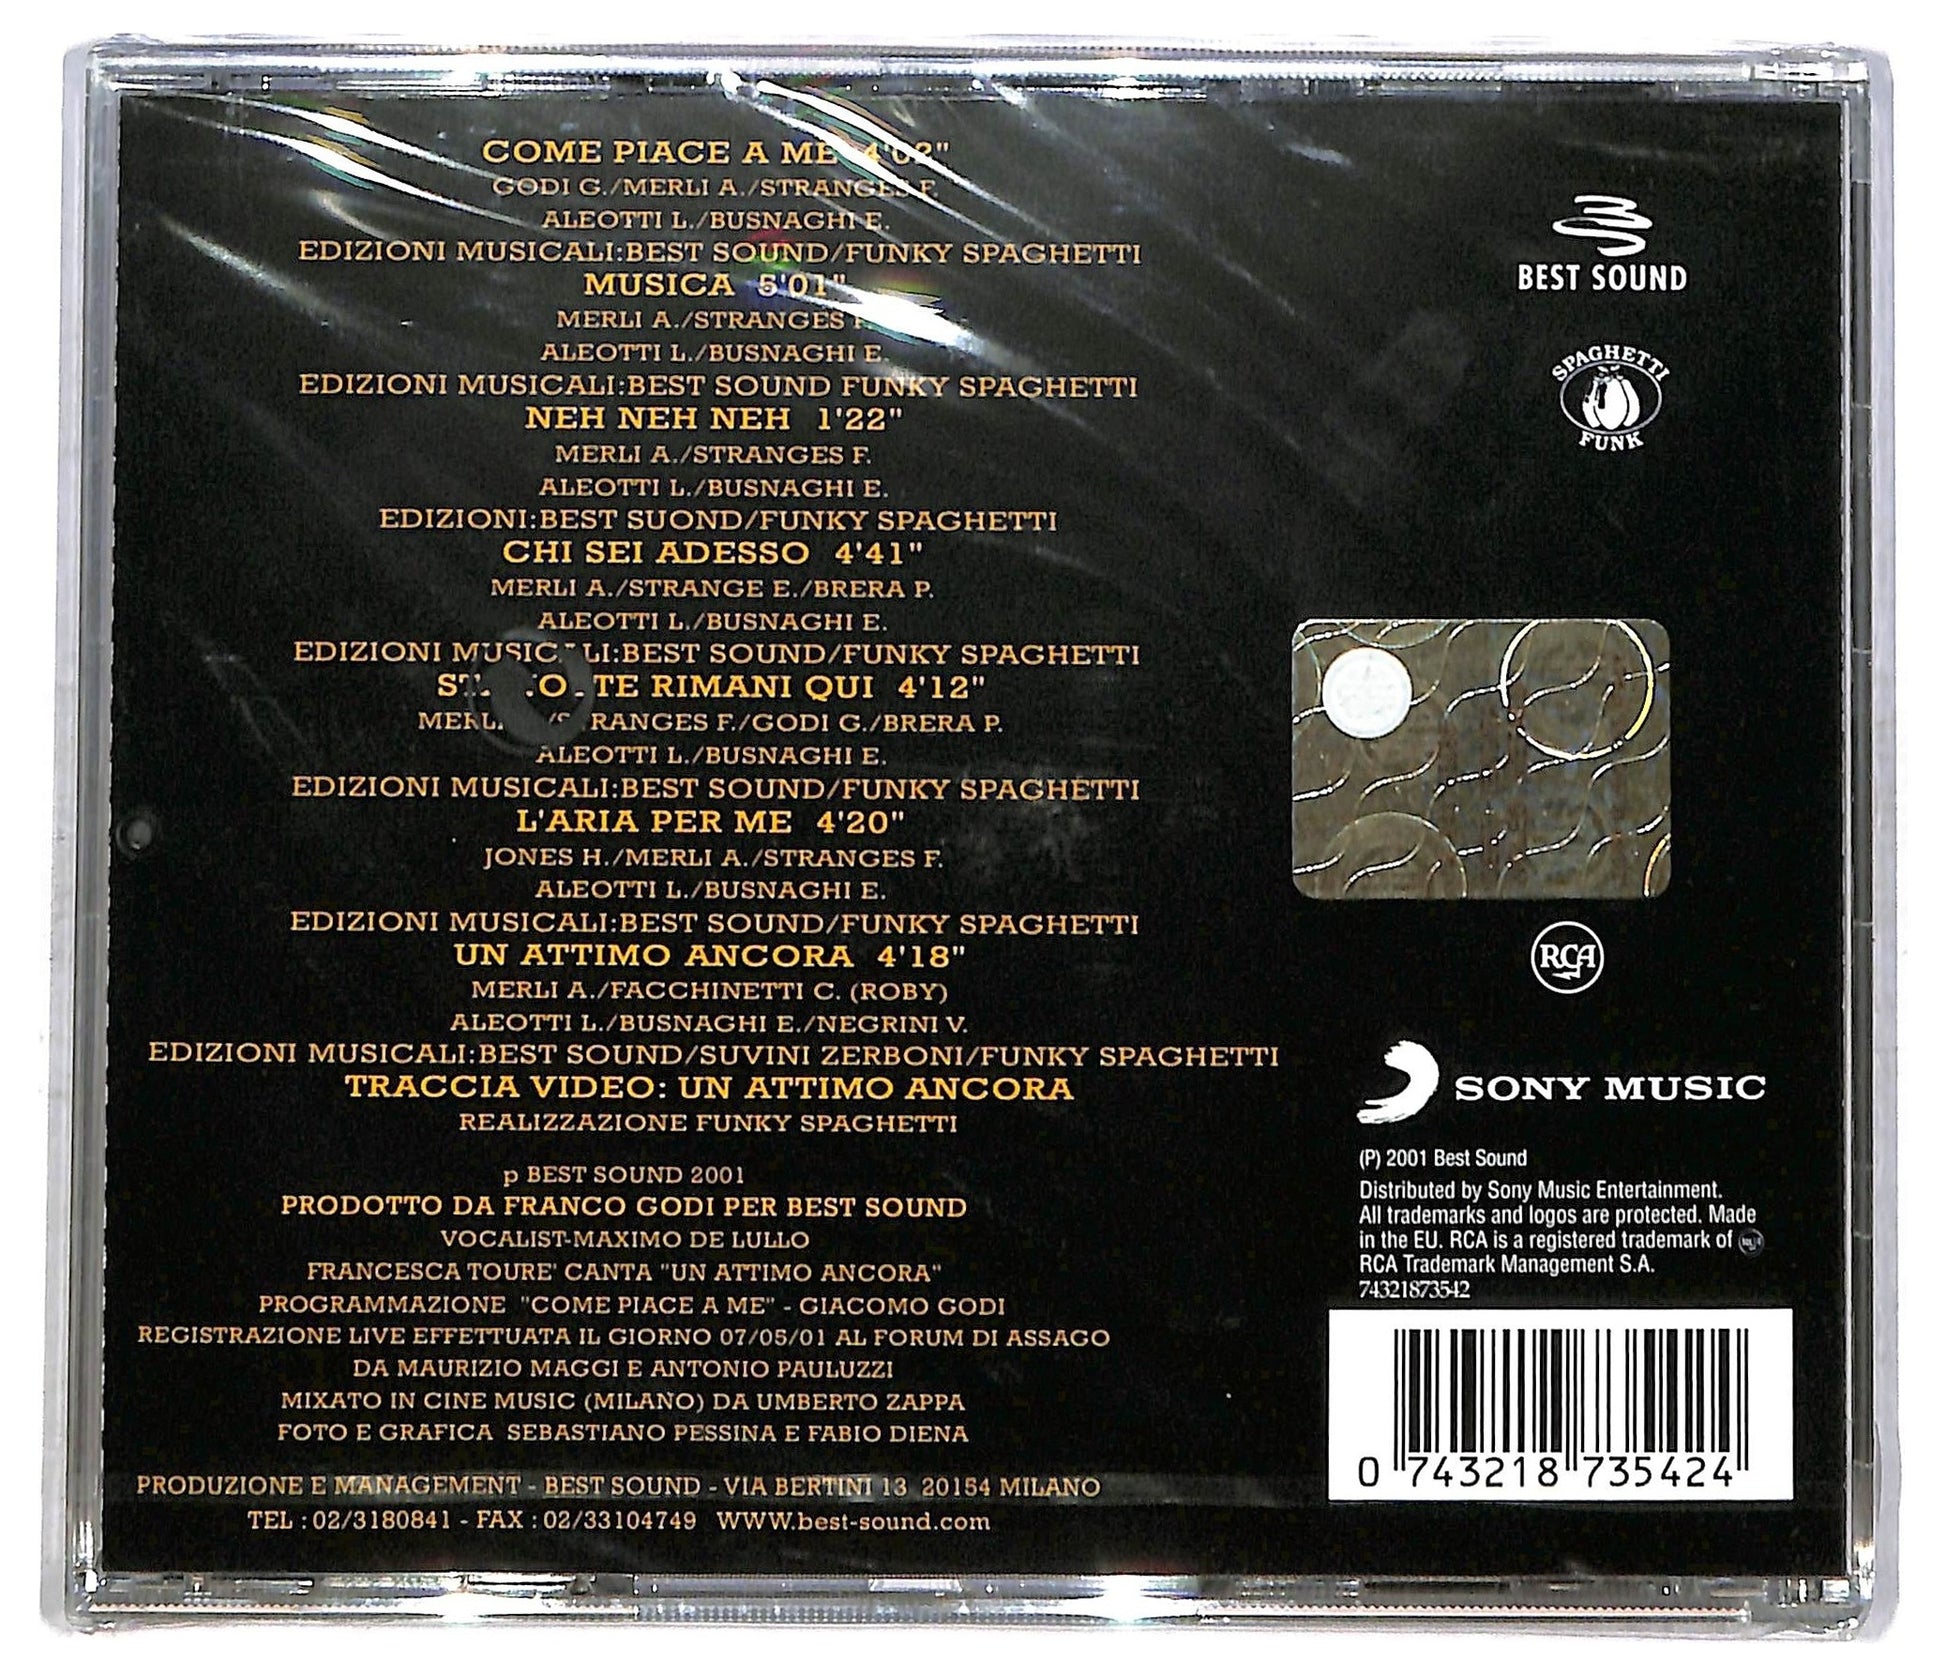 COME PIACE A ME 4'02"
GODI G./MERLI A./STRANGES F.
ALEOTTI L./BUSNAGHI E.
EDIZIONI MUSICALI:BEST SOUND/FUNKY SPAGHETTI
MUSICA 5'01"
MERLI A./STRANGES
ALEOTTI L./BUSNAGHI E.
EDIZIONI MUSICALI:BEST SOUND FUNKY SPAGHETTI
NEH NEH NEH 1'22"
MERLI A./STRANGES F.
ALEOTTI L./BUSNAGHI E.
EDIZIONI:BEST SUOND/FUNKY SPAGHETTI
CHI SEI ADESSO 4'41"
MERLI A./STRANGE E./BRERA P.
ALEOTTI L./BUSNAGHI E.
EDIZIONI MUSICALI:BEST SOUND/FUNKY SPAGHETTI
RIMANI QUI 4'12"
STRANGES F./GODI G./BRERA P.
ALEOTTI L./BUSNAGHI E.
EDIZIONI MUSICALI:BEST SOUND/FUNKY SPAGHETTI
L'ARIA PER ME 4'20"
JONES H./MERLI A./STRANGES F.
ALEOTTI L./BUSNAGHI E.
EDIZIONI MUSICALI:BEST SOUND/FUNKY SPAGHETTI
UN ATTIMO ANCORA 4'18"
MERLI A./FACCHINETTI C. (ROBY)
ALEOTTI L./BUSNAGHI E./NEGRINI V.
EDIZIONI MUSICALI:BEST SOUND/SUVINI ZERBONI/FUNKY SPAGHETTI
TRACCIA VIDEO: UN ATTIMO ANCORA
REALIZZAZIONE FUNKY SPAGHETTI
p BEST SOUND 2001
PRODOTTO DA FRANCO GODI PER BEST SOUND
VOCALIST-MAXIMO DE LULLO
FRANCESCA TOURE' CANTA "UN ATTIMO ANCORA"
PROGRAMMAZIONE "COME PIACE A ME" - GIACOMO GODI
REGISTRAZIONE LIVE EFFETTUATA IL GIORNO 07/05/01 AL FORUM DI ASSAGO
DA MAURIZIO MAGGI E ANTONIO PAULUZZI
MIXATO IN CINE MUSIC (MILANO) DA UMBERTO ZAPPA
FOTO E GRAFICA SEBASTIANO PESSINA E FABIO DIENA
PRODUZIONE E MANAGEMENT - BEST SOUND - VIA BERTINI 13 20154 MILANO
TEL : 02/3180841 - FAX : 02/33104749 WWW.best-sound.com
BEST SOUND
SPAGHETTI
FUNK
RCA
SONY MUSIC
(P) 2001 Best Sound
Distributed by Sony Music Entertainment.
All trademarks and logos are protected. Made
in the EU. RCA is a registered trademark of
RCA Trademark Management S.A.
74321873542
0 743218 735424